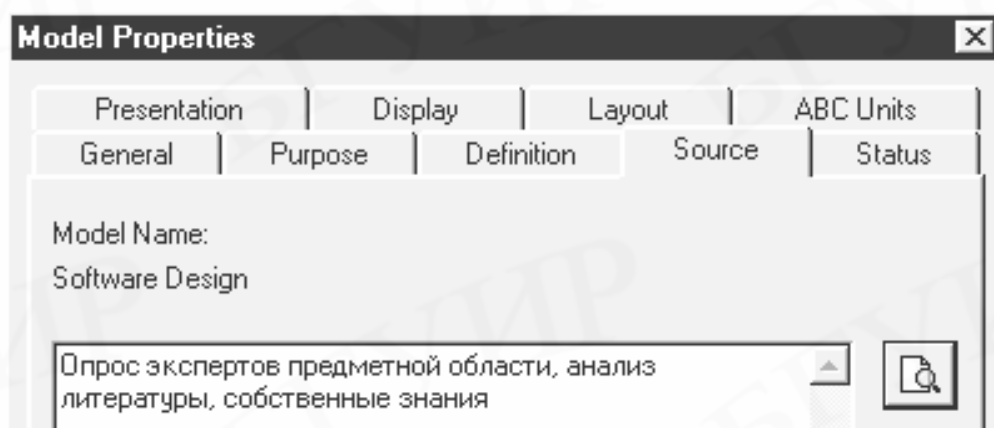 Model Properties
Presentation Display Layout ABC Units
General Purpose Definition Source Status
Model Name:
Software Design
Опрос экспертов предметной области, анализ
литературы, собственные знания
БГУИР